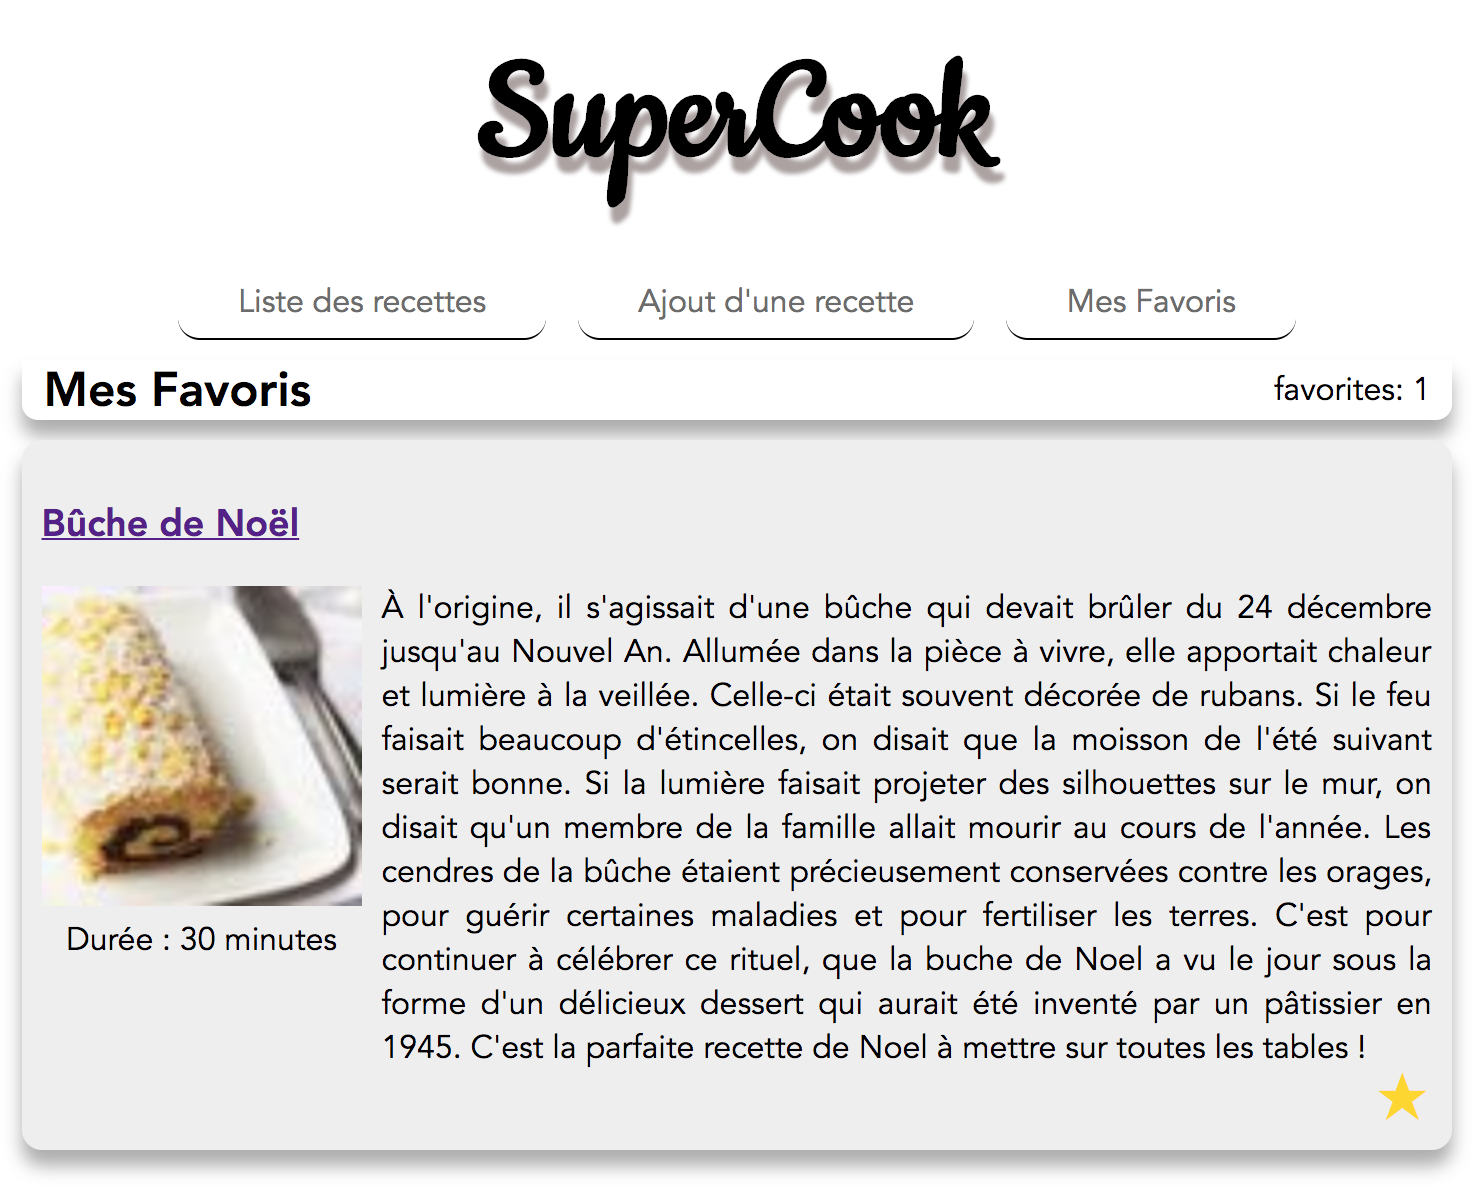 SuperCook
Liste des recettes Ajout d'une recette Mes Favoris
Mes Favoris favorites: 1
Bûche de Noël
À l'origine, il s'agissait d'une bûche qui devait brûler du 24 décembre
jusqu'au Nouvel An. Allumée dans la pièce à vivre, elle apportait chaleur
et lumière à la veillée. Celle-ci était souvent décorée de rubans. Si le feu
faisait beaucoup d'étincelles, on disait que la moisson de l'été suivant
serait bonne. Si la lumière faisait projeter des silhouettes sur le mur, on
disait qu'un membre de la famille allait mourir au cours de l'année. Les
cendres de la bûche étaient précieusement conservées contre les orages,
pour guérir certaines maladies et pour fertiliser les terres. C'est pour
continuer à célébrer ce rituel, que la buche de Noel a vu le jour sous la
forme d'un délicieux dessert qui aurait été inventé par un pâtissier en
1945. C'est la parfaite recette de Noel à mettre sur toutes les tables !
Durée : 30 minutes